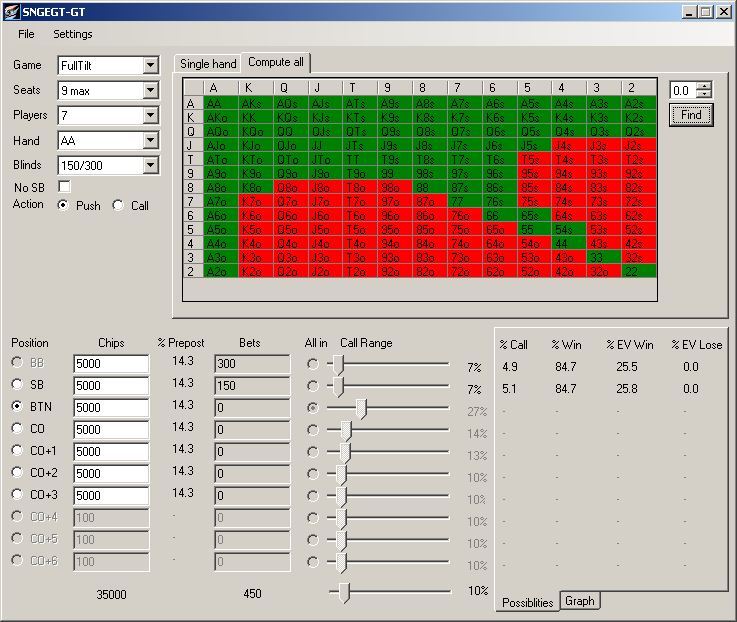 SNGEGT-GT
File Settings
Game FullTilt
Seats 9 max
Players 7
Hand AA
Blinds 150/300
No SB
Action Push Call
Single hand Compute all
A K Q J T 9 8 7 6 5 4 3 2
A AA AKs AQs AJs ATs A9s A8s A7s A6s A5s A4s A3s A2s
K AKo KK KQs KJs KTs K9s K8s K7s K6s K5s K4s K3s K2s
Q AQo KQo QQ QJs QTs Q9s Q8s Q7s Q6s Q5s Q4s Q3s Q2s
J AJo KJo QJo JJ JTs J9s J8s J7s J6s J5s J4s J3s J2s
T ATo KTo QTo JTo TT T9s T8s T7s T6s T5s T4s T3s T2s
9 A9o K9o Q9o J9o T9o 99 98s 97s 96s 95s 94s 93s 92s
8 A8o K8o Q8o J8o T8o 98o 88 87s 86s 85s 84s 83s 82s
7 A7o K7o Q7o J7o T7o 97o 87o 77 76s 75s 74s 73s 72s
6 A6o K6o Q6o J6o T6o 96o 86o 76o 66 65s 64s 63s 62s
5 A5o K5o Q5o J5o T5o 95o 85o 75o 65o 55 54s 53s 52s
4 A4o K4o Q4o J4o T4o 94o 84o 74o 64o 54o 44 43s 42s
3 A3o K3o Q3o J3o T3o 93o 83o 73o 63o 53o 43o 33 32s
2 A2o K2o Q2o J2o T2o 92o 82o 72o 62o 52o 42o 32o 22
0.0
Find
Position Chips % Prepost Bets All in Call Range % Call % Win % EV Win % EV Lose
BB 5000 14.3 300 7% 4.9 84.7 25.5 0.0
SB 5000 14.3 150 7% 5.1 84.7 25.8 0.0
BTN 5000 14.3 0 27% - - - -
CO 5000 14.3 0 14% - - - -
CO+1 5000 14.3 0 13% - - - -
CO+2 5000 14.3 0 10% - - - -
CO+3 5000 14.3 0 10% - - - -
CO+4 100 - 0 10% - - - -
CO+5 100 - 0 10% - - - -
CO+6 100 - 0 10% - - - -
35000 450 10%
Possiblities Graph